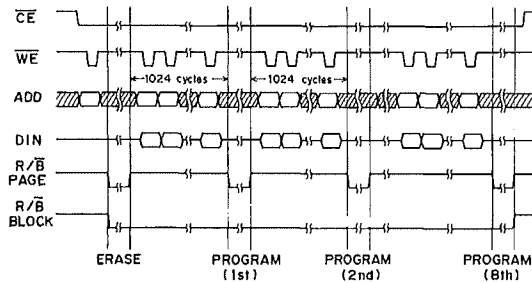 CE
WE
1024 cycles
1024 cycles
ADD
DIN
R/B
PAGE
R/B
BLOCK
ERASE
PROGRAM
(1st)
PROGRAM
(2nd)
PROGRAM
(8th)